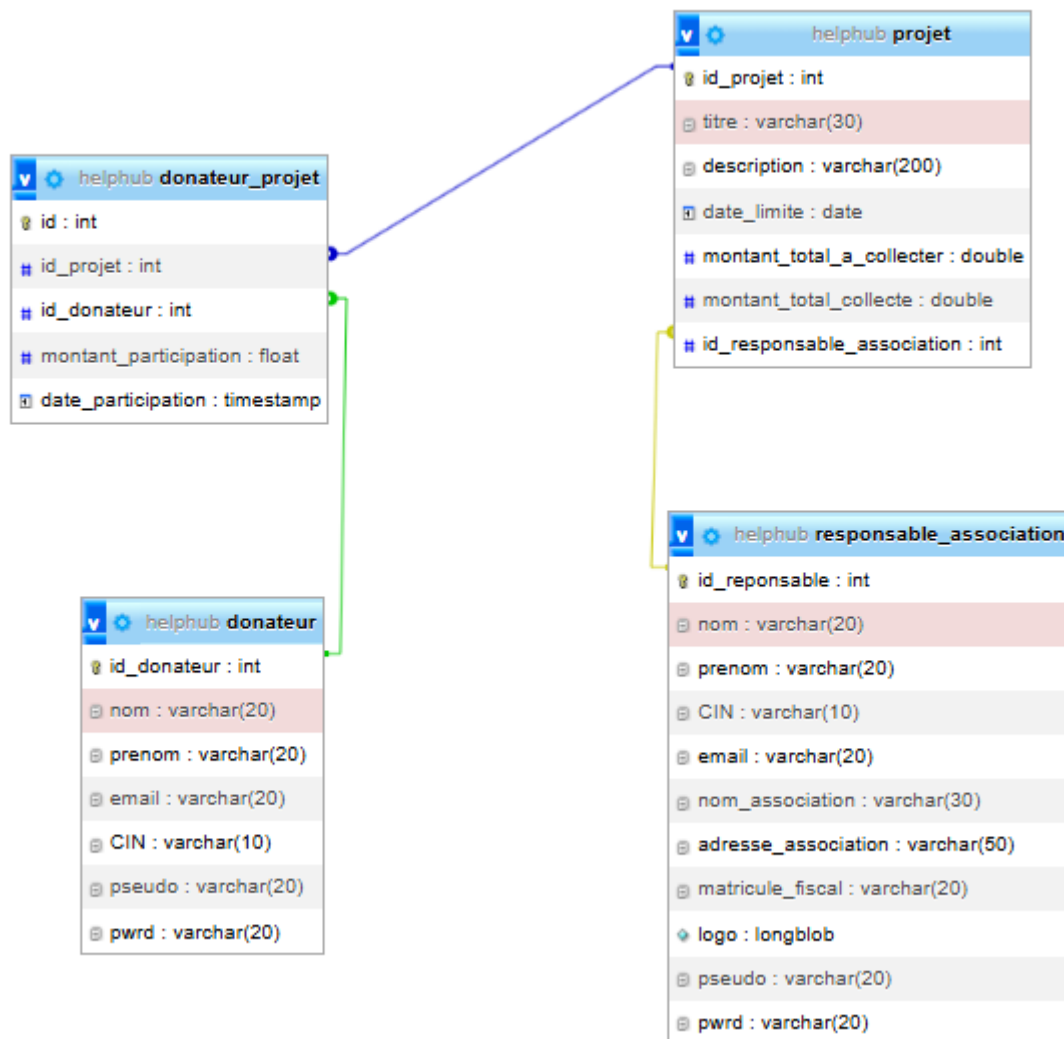 helphub projet
id_projet : int
titre : varchar(30)
description : varchar(200)
date_limite : date
montant_total_a_collecter : double
montant_total_collecte : double
id_responsable_association : int
v helphub donateur_projet
id : int
id_projet : int
id_donateur : int
montant_participation : float
date_participation : timestamp
v helphub donateur
id_donateur : int
nom : varchar(20)
prenom : varchar(20)
email : varchar(20)
CIN : varchar(10)
pseudo : varchar(20)
pwrd : varchar(20)
v helphub responsable_association
id_reponsable : int
nom : varchar(20)
prenom : varchar(20)
CIN : varchar(10)
email : varchar(20)
nom_association : varchar(30)
adresse_association : varchar(50)
matricule_fiscal : varchar(20)
logo : longblob
pseudo : varchar(20)
pwrd : varchar(20)